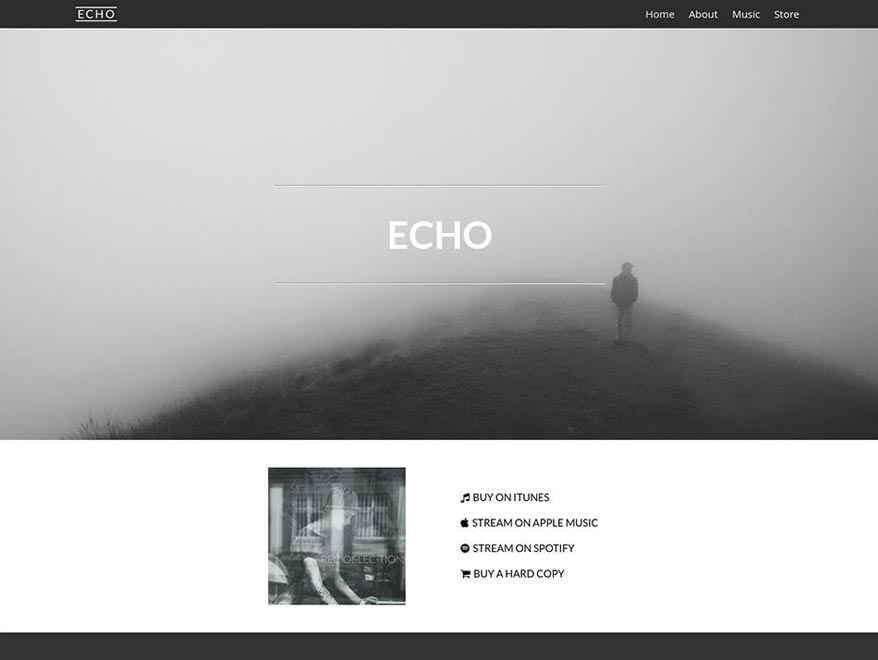 ECHO
Home About Music Store
ECHO
RECOLLECTION
BUY ON ITUNES
STREAM ON APPLE MUSIC
STREAM ON SPOTIFY
BUY A HARD COPY